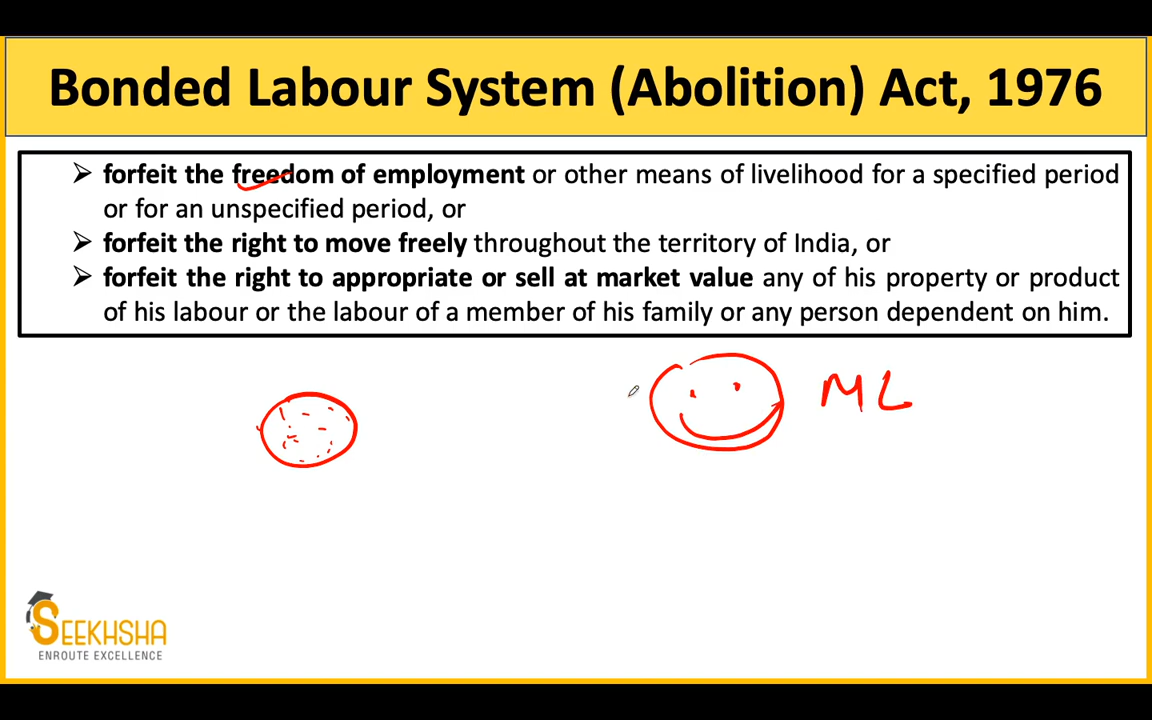 Bonded Labour System (Abolition) Act, 1976
➢ forfeit the freedom of employment or other means of livelihood for a specified period
or for an unspecified period, or
➢ forfeit the right to move freely throughout the territory of India, or
➢ forfeit the right to appropriate or sell at market value any of his property or product
of his labour or the labour of a member of his family or any person dependent on him.
ML
SEEKHSHA
ENROUTE EXCELLENCE